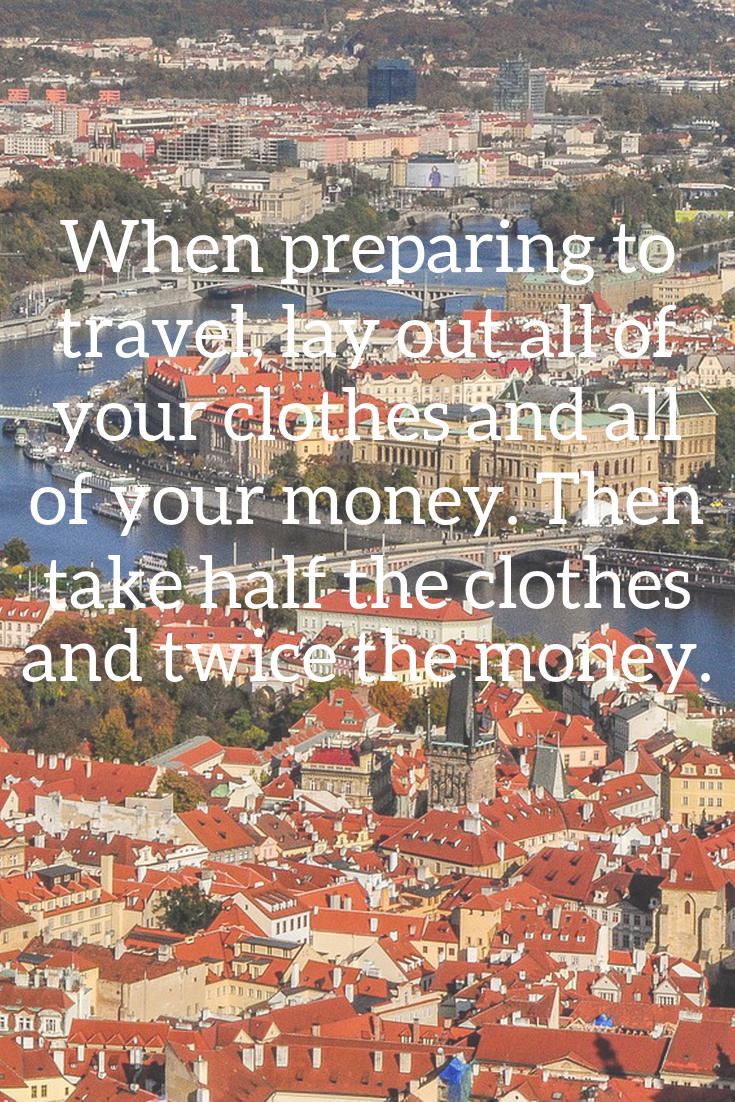 When preparing to
travel, lay out all of
your clothes and all
of your money. Then
take half the clothes
and twice the money.